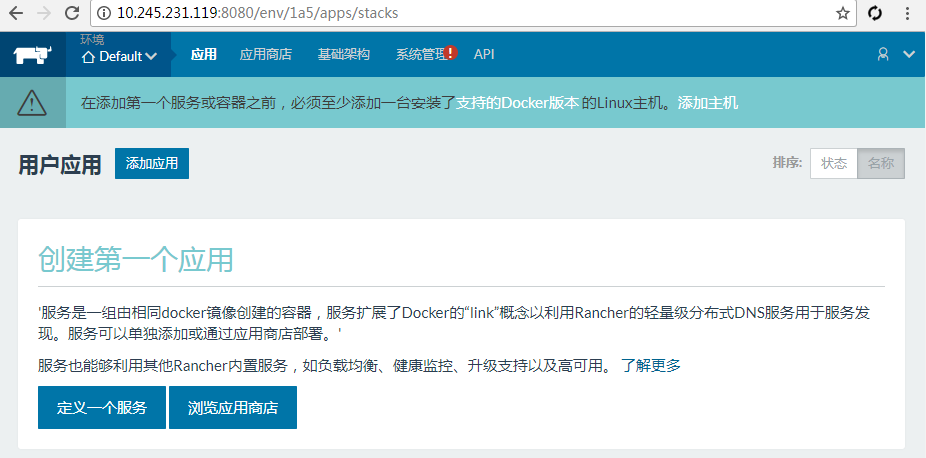 10.245.231.119:8080/env/1a5/apps/stacks
环境
Default
应用 应用商店 基础架构 系统管理 API
在添加第一个服务或容器之前，必须至少添加一台安装了支持的Docker版本 的Linux主机。添加主机
用户应用 添加应用 排序: 状态 名称
创建第一个应用
'服务是一组由相同docker镜像创建的容器，服务扩展了Docker的“link”概念以利用Rancher的轻量级分布式DNS服务用于服务发
现。服务可以单独添加或通过应用商店部署。'
服务也能够利用其他Rancher内置服务，如负载均衡、健康监控、升级支持以及高可用。 了解更多
定义一个服务 浏览应用商店